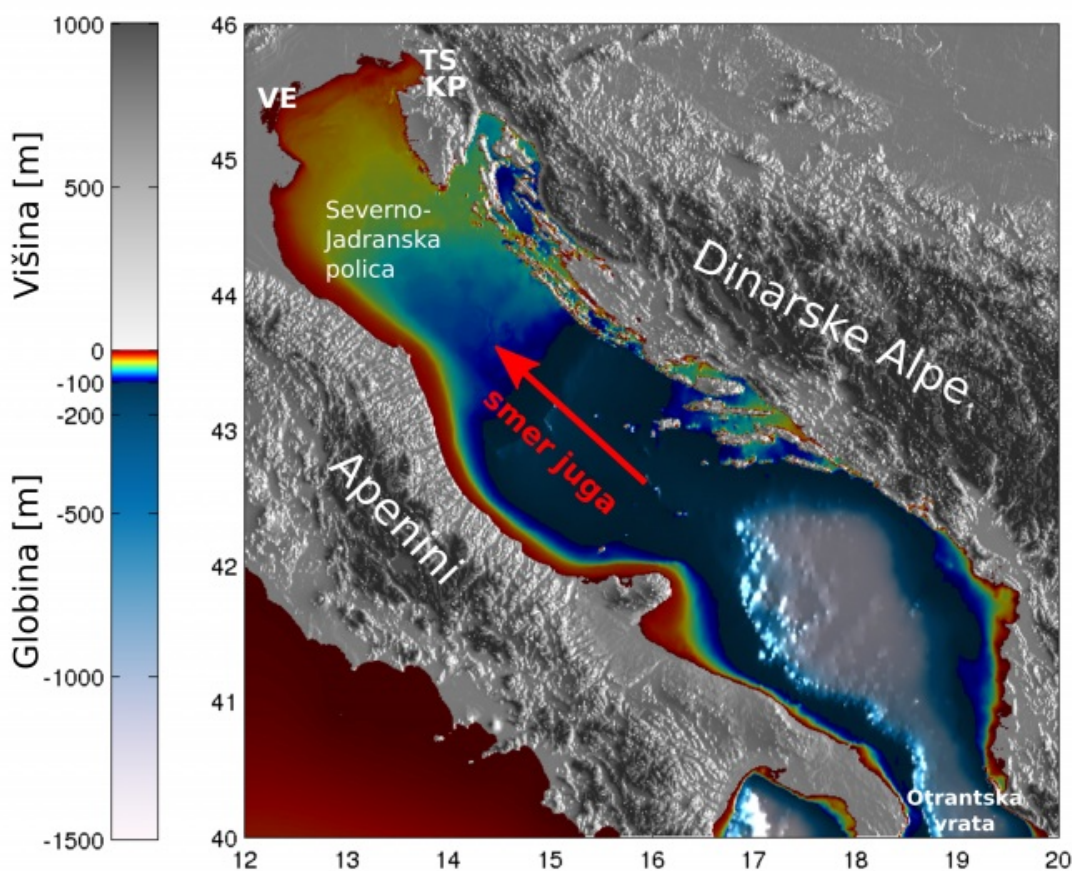 1000
500
0
-100
-200
-500
-1000
-1500
Višina [m]
Globina [m]
46
45
44
43
42
41
40
12
13
14
15
16
17
18
19
20
VE
TS
KP
Severno-
Jadranska
polica
Dinarske Alpe
smer juga
Apenini
Otrantska
vrata